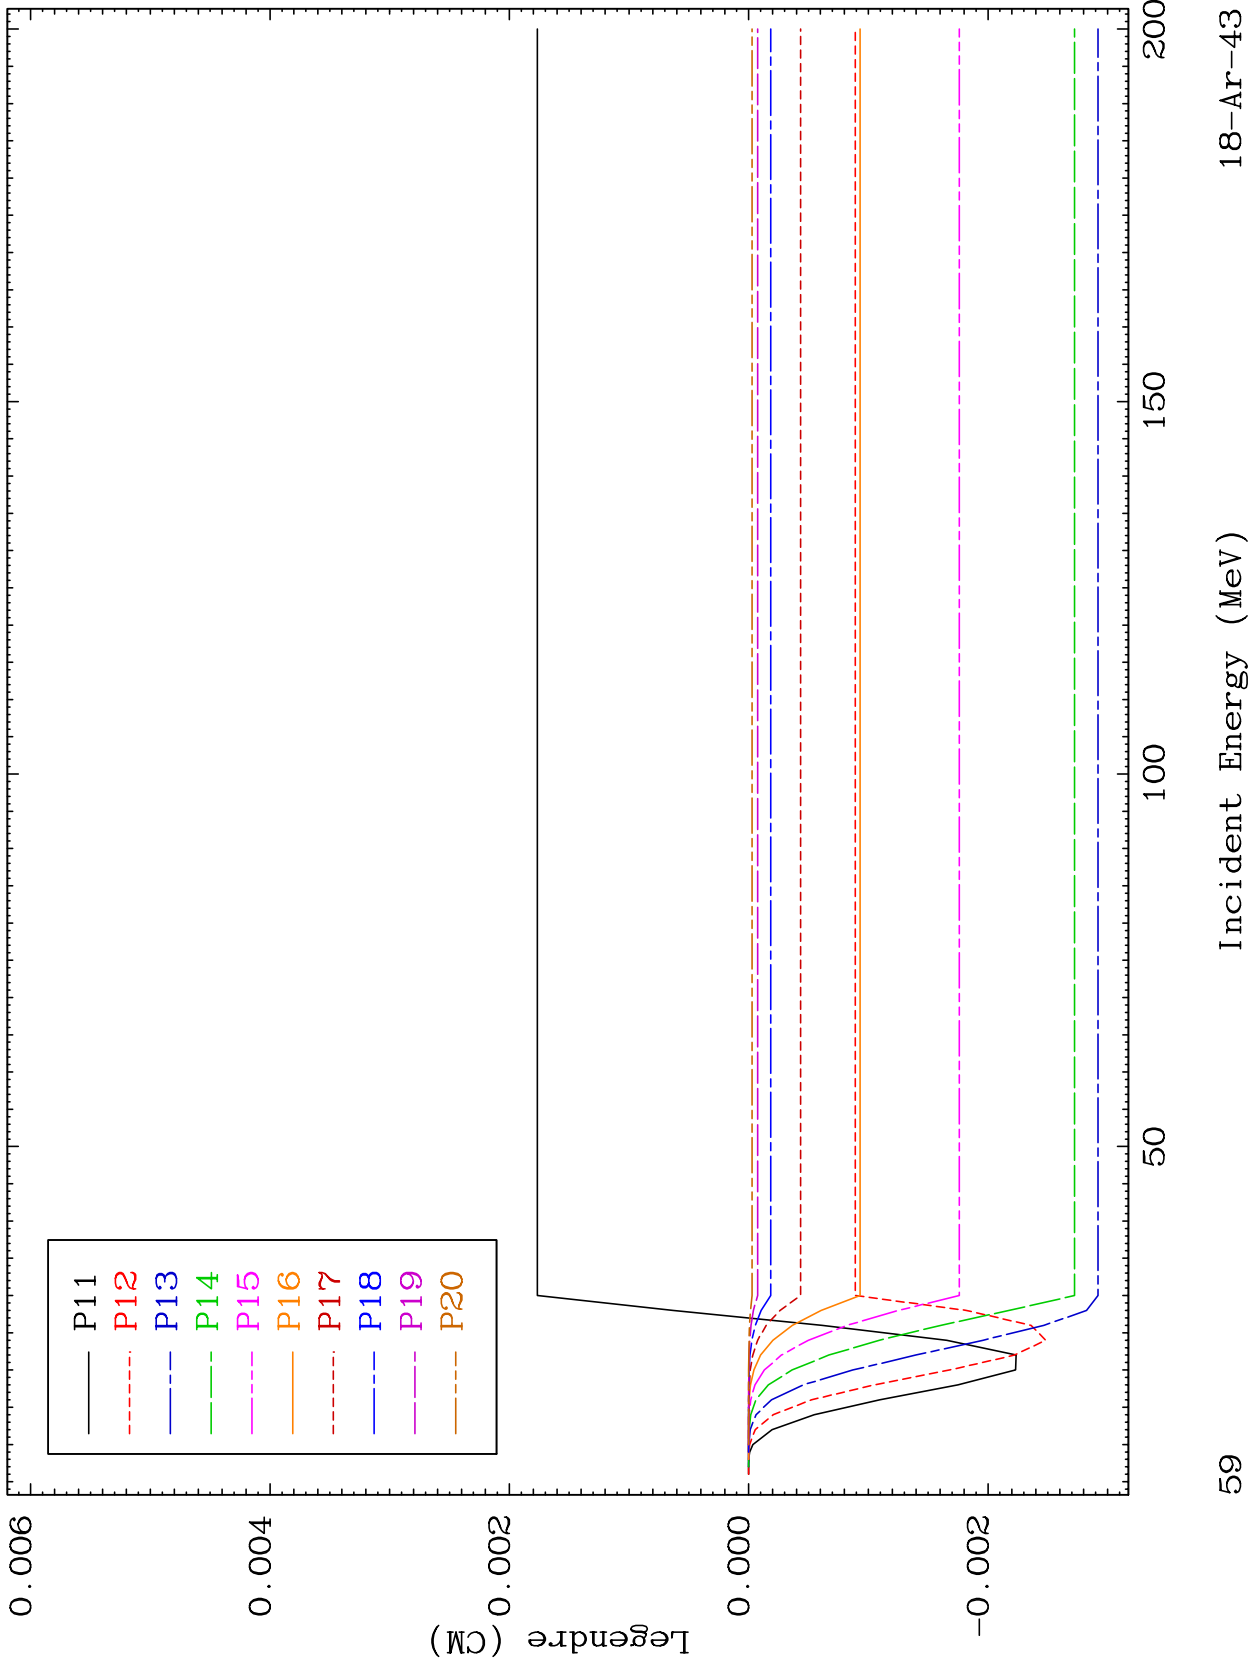 0.006
0.004
0.002
0.000
-0.002
Legendre (CM)
P11
P12
P13
P14
P15
P16
P17
P18
P19
P20
50
100
150
200
Incident Energy (MeV)
59
18-Ar-43